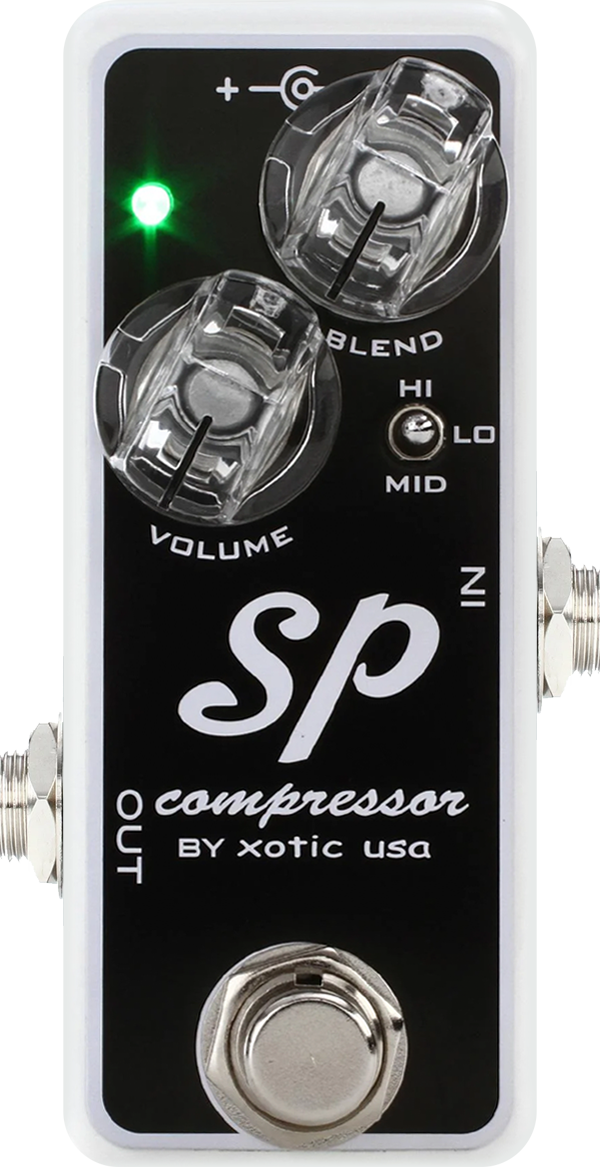 +
BLEND
HI
LO
MID
VOLUME
IN
SP
compressor
OUT
BY xotic usa